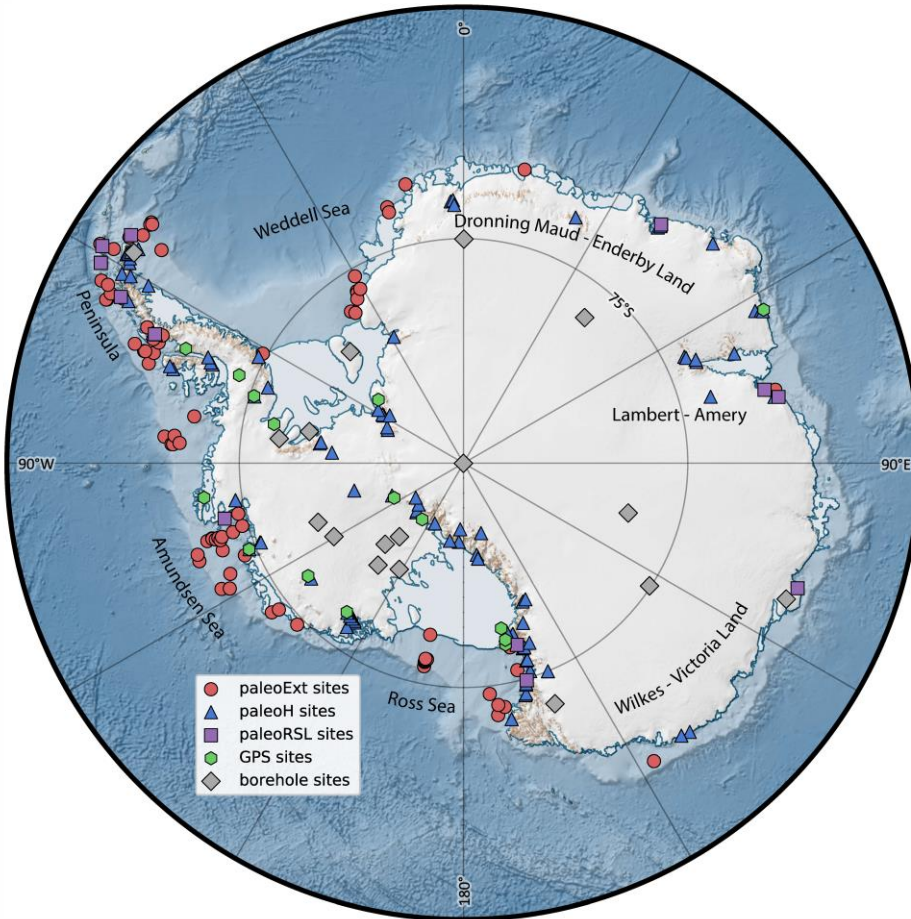 0°
Weddell Sea
Dronning Maud - Enderby Land
75°S
Peninsula
Lambert - Amery
90°W
90°E
Amundsen Sea
Wilkes - Victoria Land
Ross Sea
paleoExt sites
paleoH sites
paleoRSL sites
GPS sites
borehole sites
180°